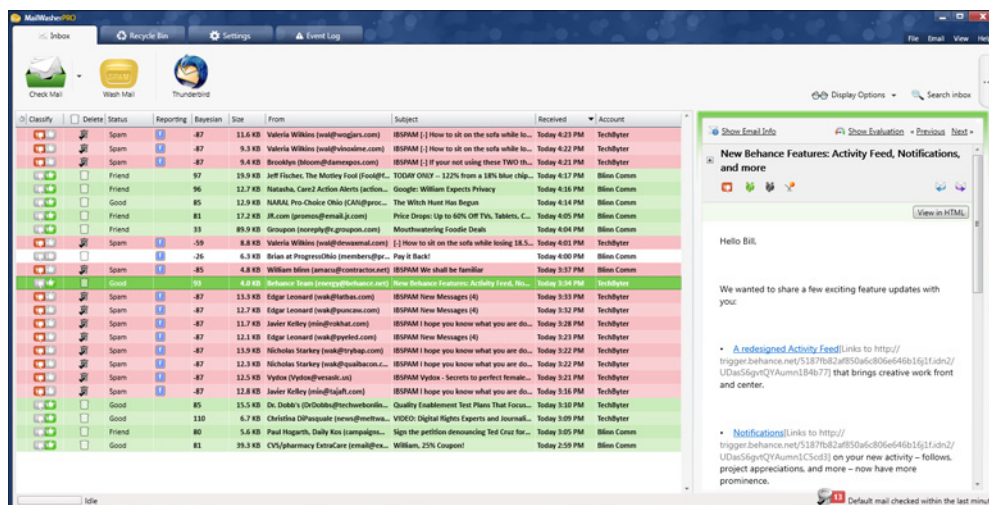 MailWasherPRO
Inbox
Recycle Bin
Settings
Event Log
File Email View Help
Check Mail
Wash Mail
Thunderbird
Display Options
Search inbox
Classify Delete Status Reporting Bayesian Size From Subject Received Account
Spam -87 11.6 KB Valeria Wilkins (wal@wogjars.com) IBSPAM [-] How to sit on the sofa while lo... Today 4:23 PM TechByter
Spam -87 9.3 KB Valeria Wilkins (wal@vinoxime.com) IBSPAM [-] How to sit on the sofa while lo... Today 4:22 PM TechByter
Spam -87 9.4 KB Brooklyn (bloom@damexpos.com) IBSPAM [-] If your not using these TWO th... Today 4:21 PM TechByter
Friend 97 19.9 KB Jeff Fischer, The Motley Fool (Fool@f... TODAY ONLY -- 122% from a 18% blue chip... Today 4:17 PM Blinn Comm
Friend 96 12.7 KB Natasha, Care2 Action Alerts (action... Google: William Expects Privacy Today 4:16 PM Blinn Comm
Good 85 12.9 KB NARAL Pro-Choice Ohio (CAN@proc... The Witch Hunt Has Begun Today 4:14 PM Blinn Comm
Friend 81 17.2 KB JR.com (promos@email.jr.com) Price Drops: Up to 60% Off TVs, Tablets, C... Today 4:05 PM Blinn Comm
Friend 33 89.9 KB Groupon (noreply@r.groupon.com) Mouthwatering Foodie Deals Today 4:04 PM Blinn Comm
Spam -59 8.8 KB Valeria Wilkins (wal@dewaxmal.com) [-] How to sit on the sofa while losing 18.5... Today 4:01 PM TechByter
-26 6.3 KB Brian at ProgressOhio (members@pr... Pay it Back! Today 4:00 PM Blinn Comm
Spam -85 4.8 KB William blinn (amacu@contractor.net) IBSPAM We shall be familiar Today 3:37 PM TechByter
Good 93 4.0 KB Behance Team (energy@behance.net) New Behance Features: Activity Feed, No... Today 3:34 PM TechByter
Spam -87 13.3 KB Edgar Leonard (wak@latbas.com) IBSPAM New Messages (4) Today 3:33 PM TechByter
Spam -87 12.7 KB Edgar Leonard (wak@puncaw.com) IBSPAM New Messages (4) Today 3:32 PM TechByter
Spam -87 11.7 KB Javier Kelley (min@rokhat.com) IBSPAM I hope you know what you are do... Today 3:28 PM TechByter
Spam -87 12.1 KB Edgar Leonard (wak@pyeled.com) IBSPAM New Messages (4) Today 3:23 PM TechByter
Spam -87 13.9 KB Nicholas Starkey (wak@trybap.com) IBSPAM I hope you know what you are do... Today 3:22 PM TechByter
Spam -87 12.3 KB Nicholas Starkey (wak@quaibacon.c... IBSPAM I hope you know what you are do... Today 3:22 PM TechByter
Spam -87 12.5 KB Vydox (Vydox@vesaslc.us) IBSPAM Vydox - Secrets to perfect female... Today 3:21 PM TechByter
Spam -87 12.8 KB Javier Kelley (min@tajaft.com) IBSPAM I hope you know what you are do... Today 3:16 PM TechByter
Good 85 15.5 KB Dr. Dobb's (DrDobbs@techwebonlin... Quality Enablement Test Plans That Focus... Today 3:10 PM Blinn Comm
Good 110 6.7 KB Christina DiPasquale (news@meltwa... VIDEO: Digital Rights Experts and Journali... Today 3:09 PM Blinn Comm
Friend 80 5.6 KB Paul Hogarth, Daily Kos (campaigns... Sign the petition denouncing Ted Cruz for... Today 3:05 PM Blinn Comm
Good 81 39.3 KB CVS/pharmacy ExtraCare (email@ex... William, 25% Coupon! Today 2:59 PM Blinn Comm
Show Email Info Show Evaluation « Previous Next »
New Behance Features: Activity Feed, Notifications,
and more
View in HTML
Hello Bill,
We wanted to share a few exciting feature updates with
you:
• A redesigned Activity Feed[Links to http://
trigger.behance.net/5187fb82af850a6c806e646b16j1f.idn2/
UDasS6gvtQYAumn1B4b77] that brings creative work front
and center.
• Notifications[Links to http://
trigger.behance.net/5187fb82af850a6c806e646b16j1f.idn2/
UDasS6gvtQYAumn1C5cd3] on your new activity – follows,
project appreciations, and more – now have more
prominence.
Idle
13
Default mail checked within the last minut